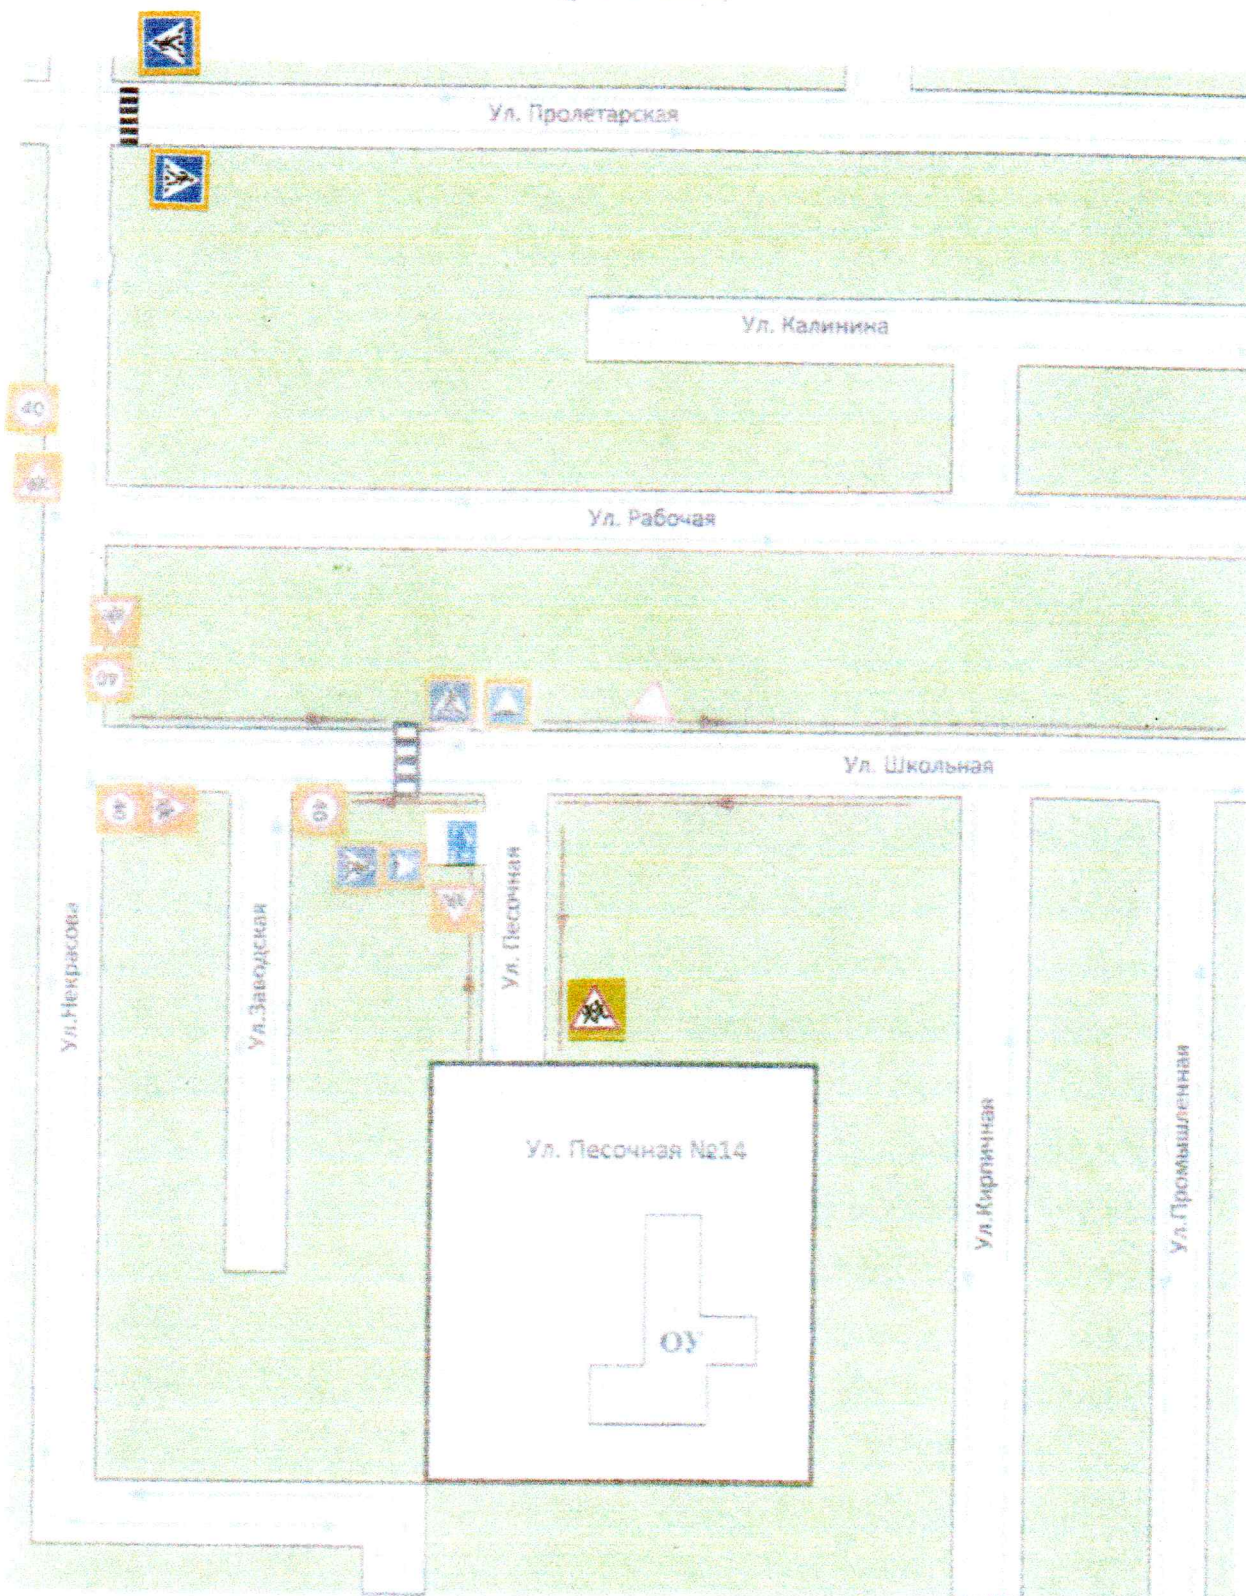 Ул. Пролетарская
Ул. Калинина
40
Ул. Рабочая
40
Ул. Школьная
40
40
Ул.Некрасова
Ул.Заводская
Ул. Песочная
Ул. Песочная №14
Ул.Кирпичная
Ул.Промышленная
ОУ